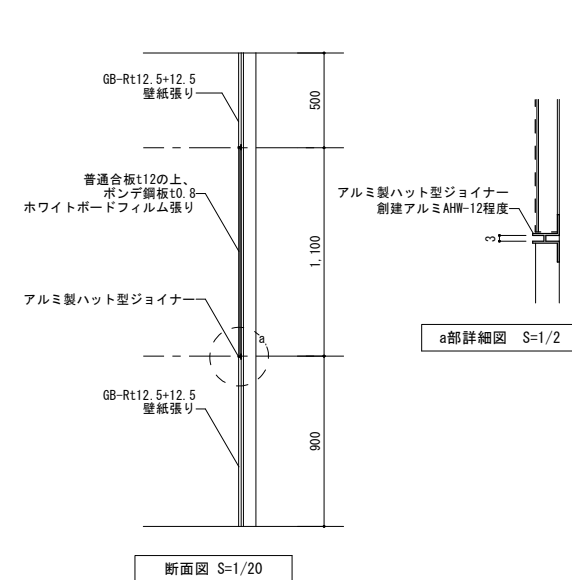 GB-Rt12.5+12.5
壁紙張り
500
普通合板t12の上、
ボンデ鋼板t0.8
ホワイトボードフィルム張り
1,100
アルミ製ハット型ジョイナー
a
GB-Rt12.5+12.5
壁紙張り
900
断面図 S=1/20
アルミ製ハット型ジョイナー
創建アルミAHW-12程度
3
a部詳細図 S=1/2